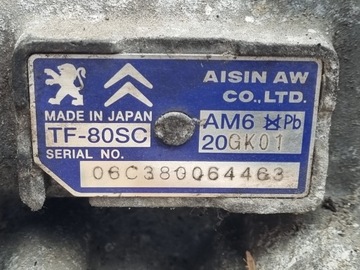 AISIN AW
CO.,LTD.
MADE IN JAPAN
TF-80SC
AM6 Pb
20GK01
SERIAL NO.
06C380064463